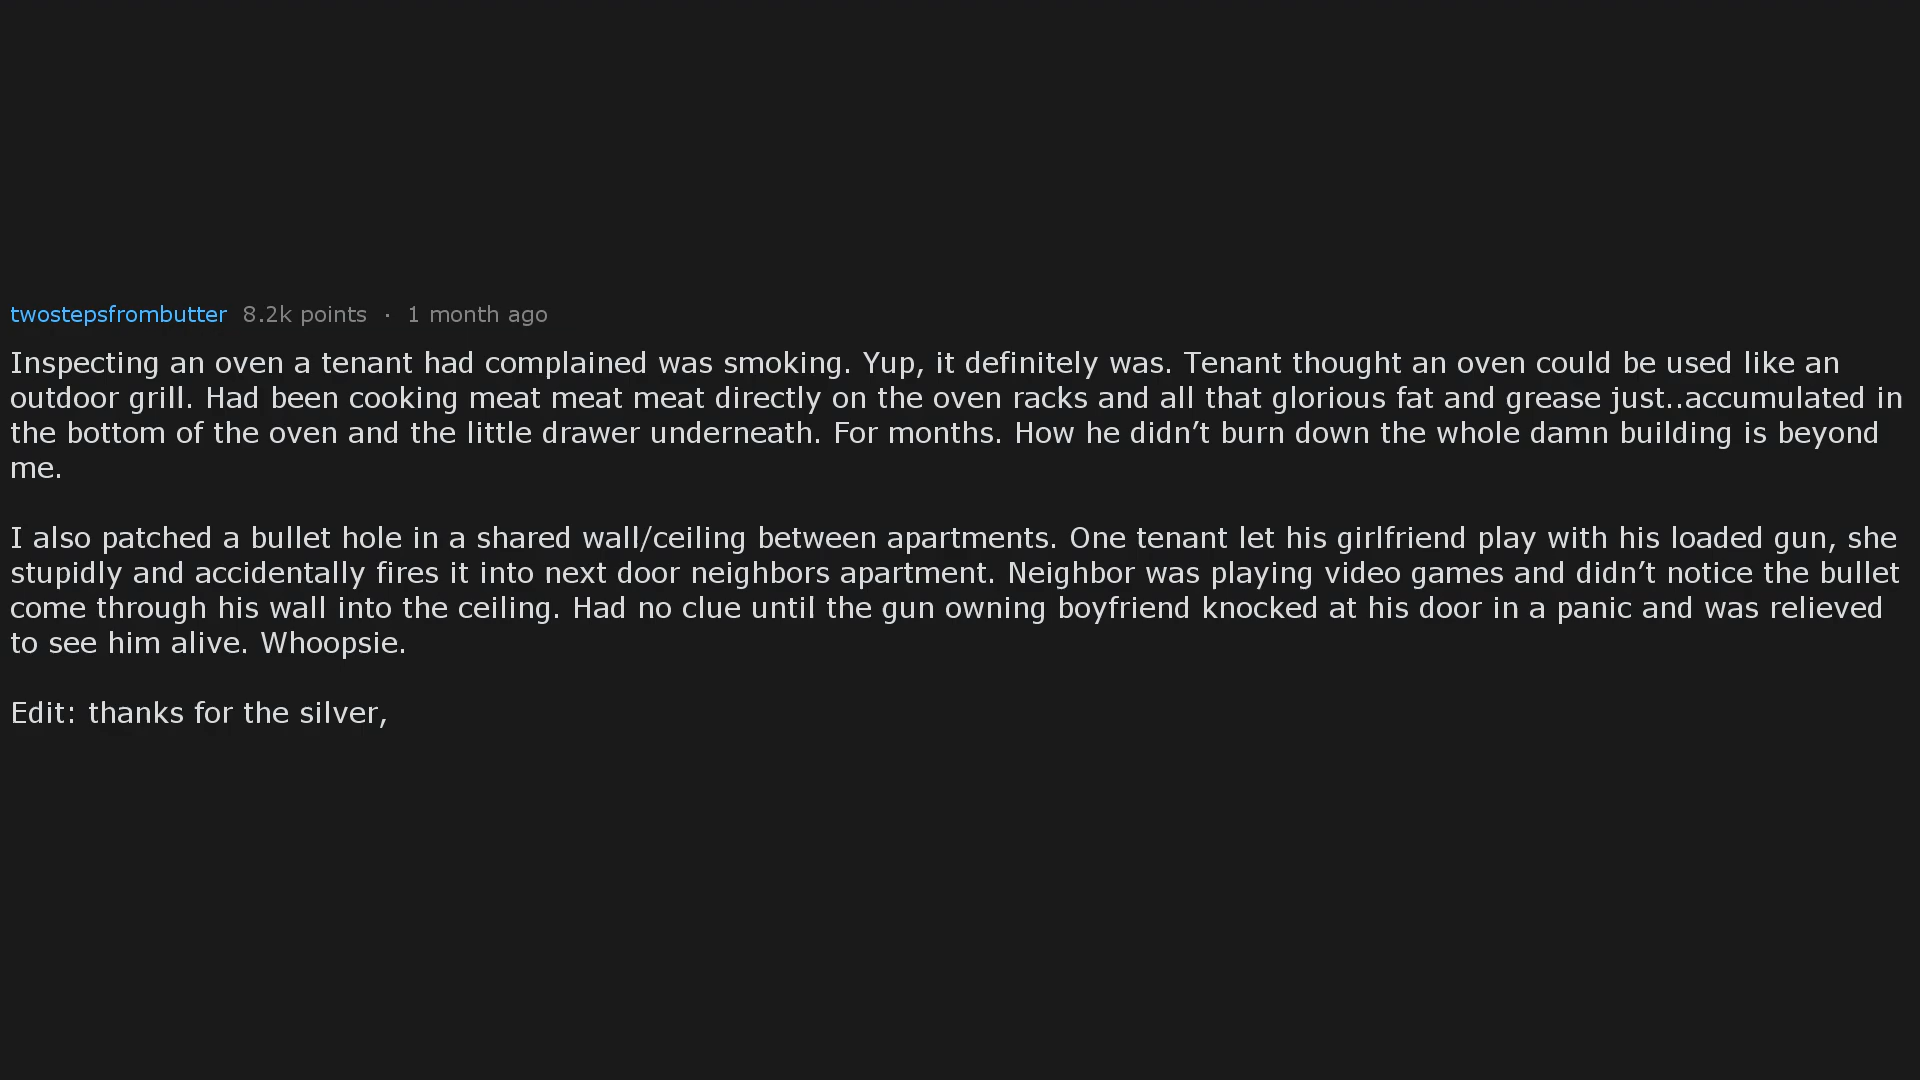 twostepsfrombutter 8.2k points · 1 month ago
Inspecting an oven a tenant had complained was smoking. Yup, it definitely was. Tenant thought an oven could be used like an
outdoor grill. Had been cooking meat meat meat directly on the oven racks and all that glorious fat and grease just..accumulated in
the bottom of the oven and the little drawer underneath. For months. How he didn’t burn down the whole damn building is beyond
me.
I also patched a bullet hole in a shared wall/ceiling between apartments. One tenant let his girlfriend play with his loaded gun, she
stupidly and accidentally fires it into next door neighbors apartment. Neighbor was playing video games and didn’t notice the bullet
come through his wall into the ceiling. Had no clue until the gun owning boyfriend knocked at his door in a panic and was relieved
to see him alive. Whoopsie.
Edit: thanks for the silver,